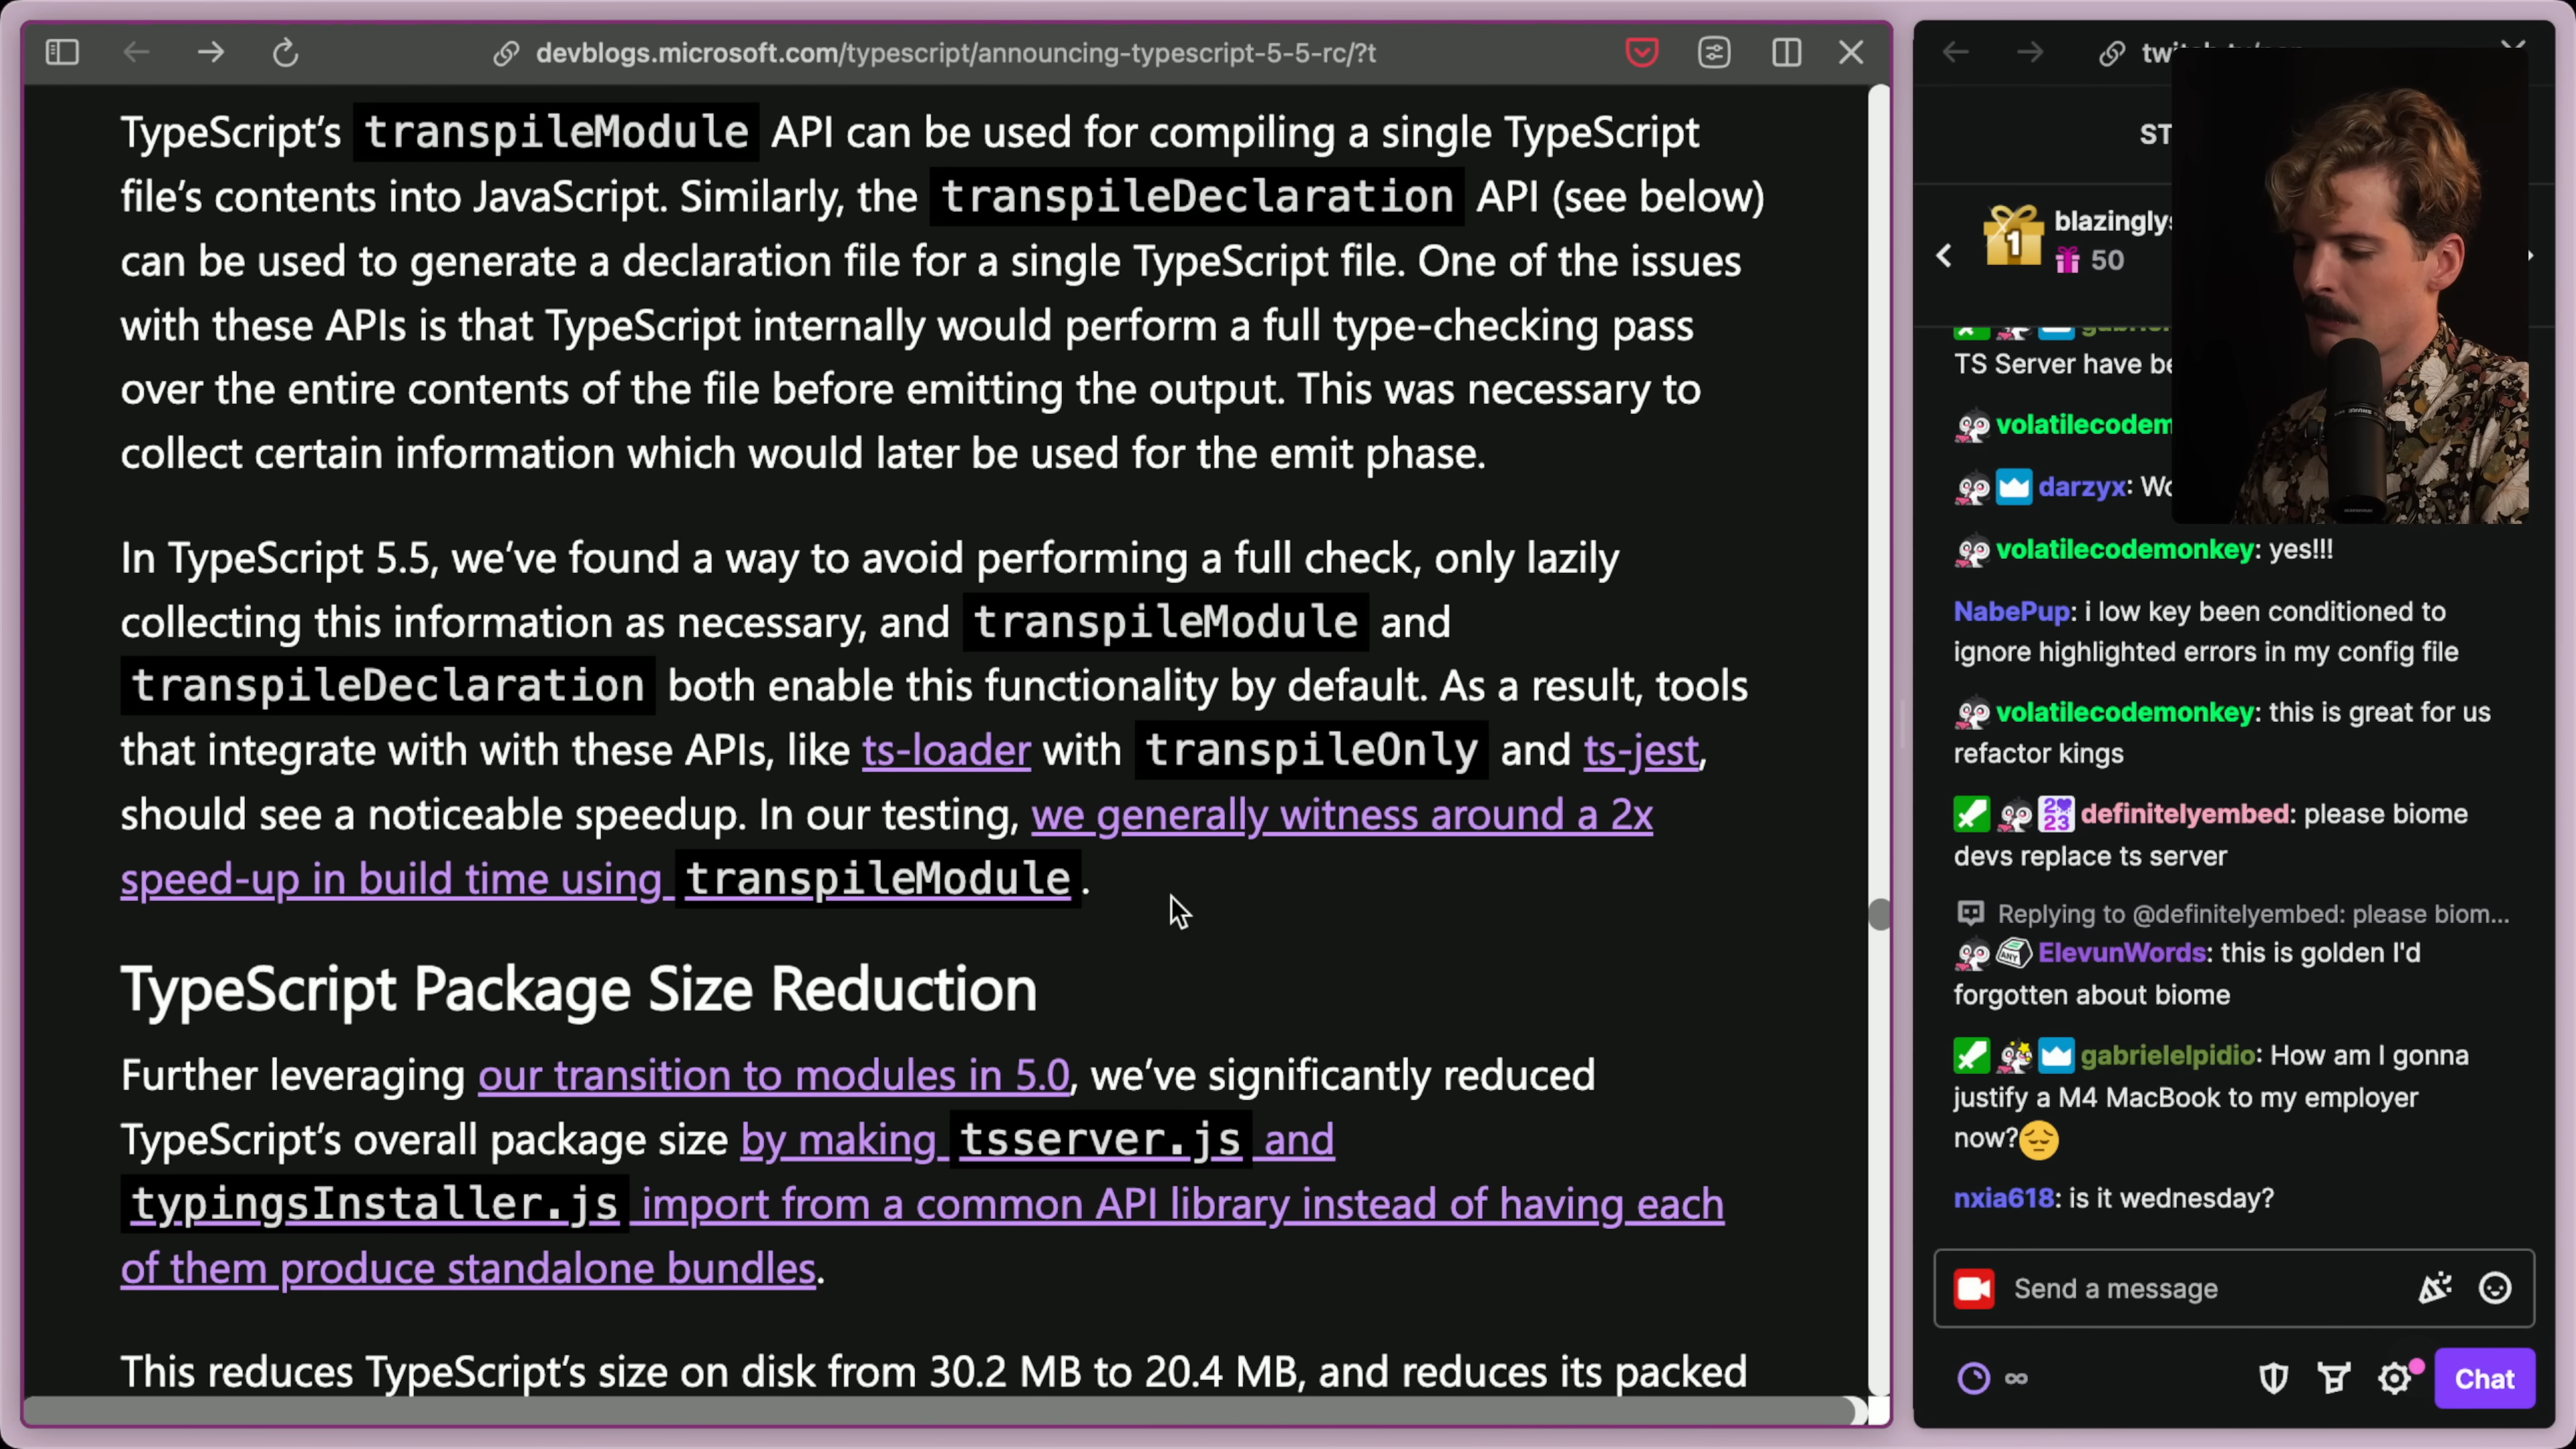 devblogs.microsoft.com/typescript/announcing-typescript-5-5-rc/?t
TypeScript’s transpileModule API can be used for compiling a single TypeScript
file’s contents into JavaScript. Similarly, the transpileDeclaration API (see below)
can be used to generate a declaration file for a single TypeScript file. One of the issues
with these APIs is that TypeScript internally would perform a full type-checking pass
over the entire contents of the file before emitting the output. This was necessary to
collect certain information which would later be used for the emit phase.
In TypeScript 5.5, we’ve found a way to avoid performing a full check, only lazily
collecting this information as necessary, and transpileModule and
transpileDeclaration both enable this functionality by default. As a result, tools
that integrate with with these APIs, like ts-loader with transpileOnly and ts-jest,
should see a noticeable speedup. In our testing, we generally witness around a 2x
speed-up in build time using transpileModule.
TypeScript Package Size Reduction
Further leveraging our transition to modules in 5.0, we’ve significantly reduced
TypeScript’s overall package size by making tsserver.js and
typingsInstaller.js import from a common API library instead of having each
of them produce standalone bundles.
This reduces TypeScript’s size on disk from 30.2 MB to 20.4 MB, and reduces its packed
ST
1
blazinglys
50
TS Server have be
volatilecodem
darzyx: Wo
volatilecodemonkey: yes!!!
NabePup: i low key been conditioned to
ignore highlighted errors in my config file
volatilecodemonkey: this is great for us
refactor kings
definitelyembed: please biome
devs replace ts server
Replying to @definitelyembed: please biom...
ElevunWords: this is golden I'd
forgotten about biome
gabrielelpidio: How am I gonna
justify a M4 MacBook to my employer
now?😔
nxia618: is it wednesday?
Send a message
∞
Chat